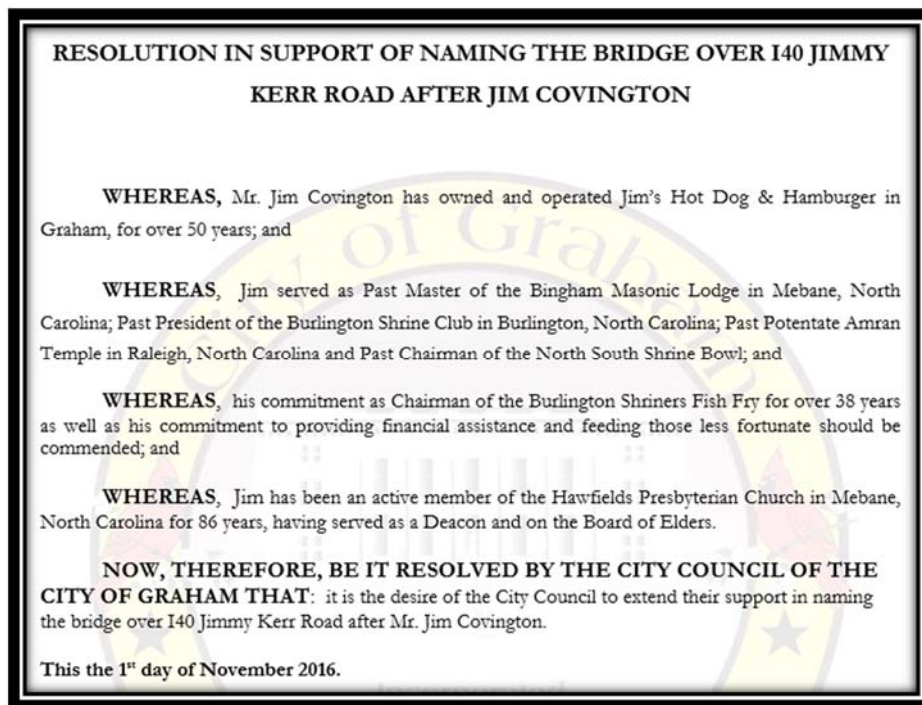 RESOLUTION IN SUPPORT OF NAMING THE BRIDGE OVER I40 JIMMY
KERR ROAD AFTER JIM COVINGTON
WHEREAS, Mr. Jim Covington has owned and operated Jim's Hot Dog & Hamburger in
Graham, for over 50 years; and
WHEREAS, Jim served as Past Master of the Bingham Masonic Lodge in Mebane, North
Carolina; Past President of the Burlington Shrine Club in Burlington, North Carolina; Past Potentate Amran
Temple in Raleigh, North Carolina and Past Chairman of the North South Shrine Bowl; and
WHEREAS, his commitment as Chairman of the Burlington Shriners Fish Fry for over 38 years
as well as his commitment to providing financial assistance and feeding those less fortunate should be
commended; and
WHEREAS, Jim has been an active member of the Hawfields Presbyterian Church in Mebane,
North Carolina for 86 years, having served as a Deacon and on the Board of Elders.
NOW, THEREFORE, BE IT RESOLVED BY THE CITY COUNCIL OF THE
CITY OF GRAHAM THAT: it is the desire of the City Council to extend their support in naming
the bridge over I40 Jimmy Kerr Road after Mr. Jim Covington.
This the 1st day of November 2016.
City of Graham
Incorporated